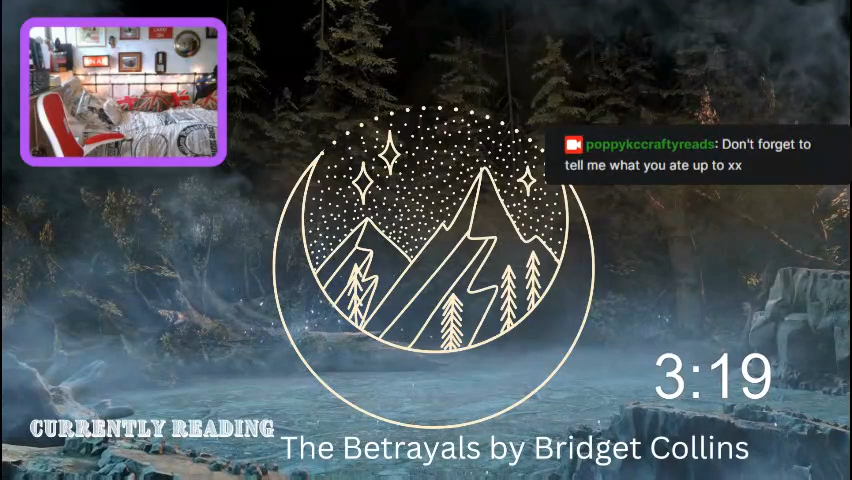 poppykccraftyreads: Don't forget to
tell me what you ate up to xx
3:19
CURRENTLY READING
The Betrayals by Bridget Collins